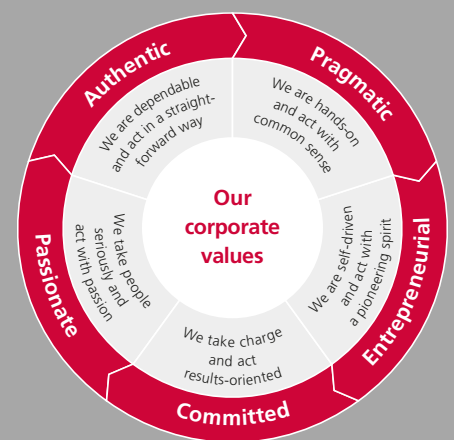 Our
corporate
values
Pragmatic
We are hands-on
and act with
common sense
Entrepreneurial
We are self-driven
and act with
a pioneering spirit
Committed
We take charge
and act
results-oriented
Passionate
We take people
seriously and
act with passion
Authentic
We are dependable
and act in a straight-
forward way